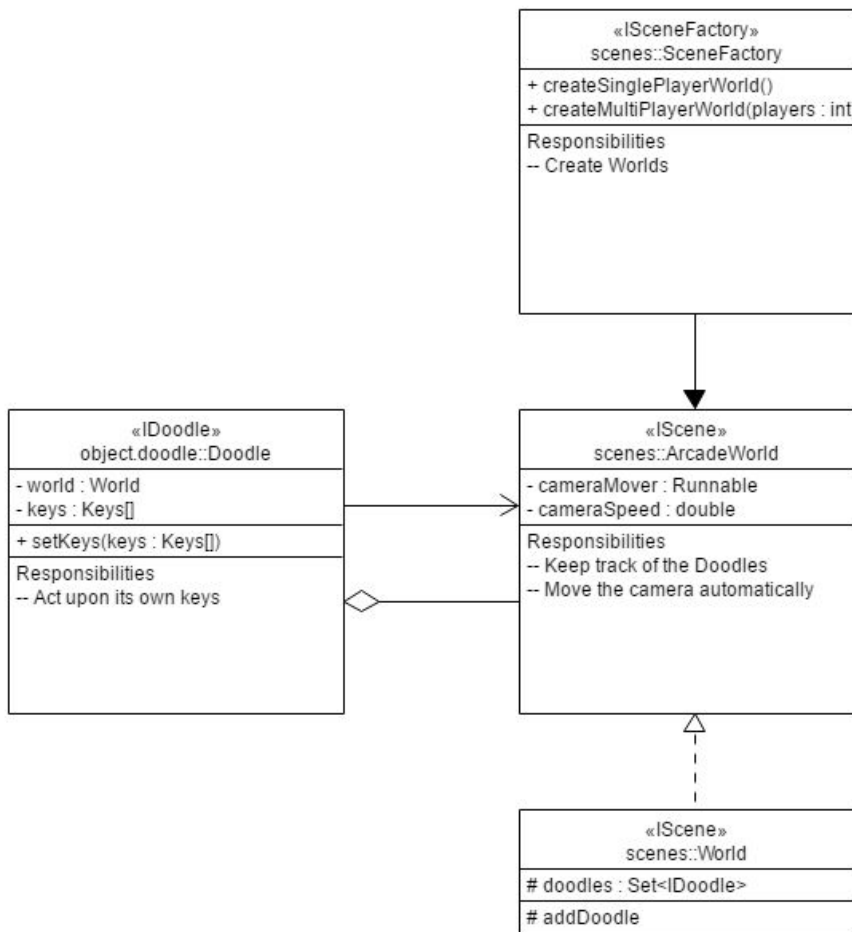 «ISceneFactory»
scenes::SceneFactory
+ createSinglePlayerWorld()
+ createMultiPlayerWorld(players : int
Responsibilities
-- Create Worlds
«IDoodle»
object.doodle::Doodle
- world : World
- keys : Keys[]
+ setKeys(keys : Keys[])
Responsibilities
-- Act upon its own keys
«IScene»
scenes::ArcadeWorld
- cameraMover : Runnable
- cameraSpeed : double
Responsibilities
-- Keep track of the Doodles
-- Move the camera automatically
«IScene»
scenes::World
# doodles : Set<IDoodle>
# addDoodle